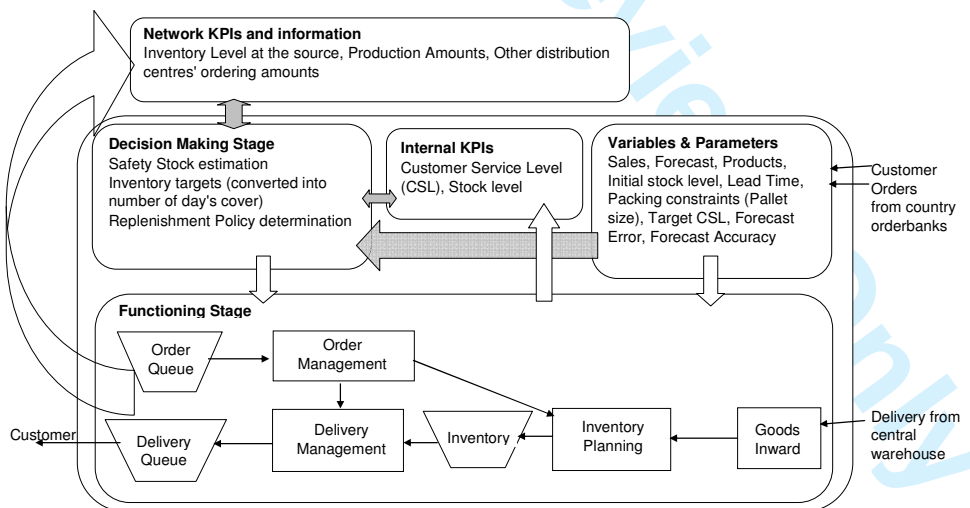 Network KPIs and information
Inventory Level at the source, Production Amounts, Other distribution
centres' ordering amounts
Decision Making Stage
Safety Stock estimation
Inventory targets (converted into
number of day's cover)
Replenishment Policy determination
Internal KPIs
Customer Service Level
(CSL), Stock level
Variables & Parameters
Sales, Forecast, Products,
Initial stock level, Lead Time,
Packing constraints (Pallet
size), Target CSL, Forecast
Error, Forecast Accuracy
Customer
Orders
from country
orderbanks
Functioning Stage
Order
Queue
Order
Management
Customer
Delivery
Queue
Delivery
Management
Inventory
Inventory
Planning
Goods
Inward
Delivery from
central
warehouse
only